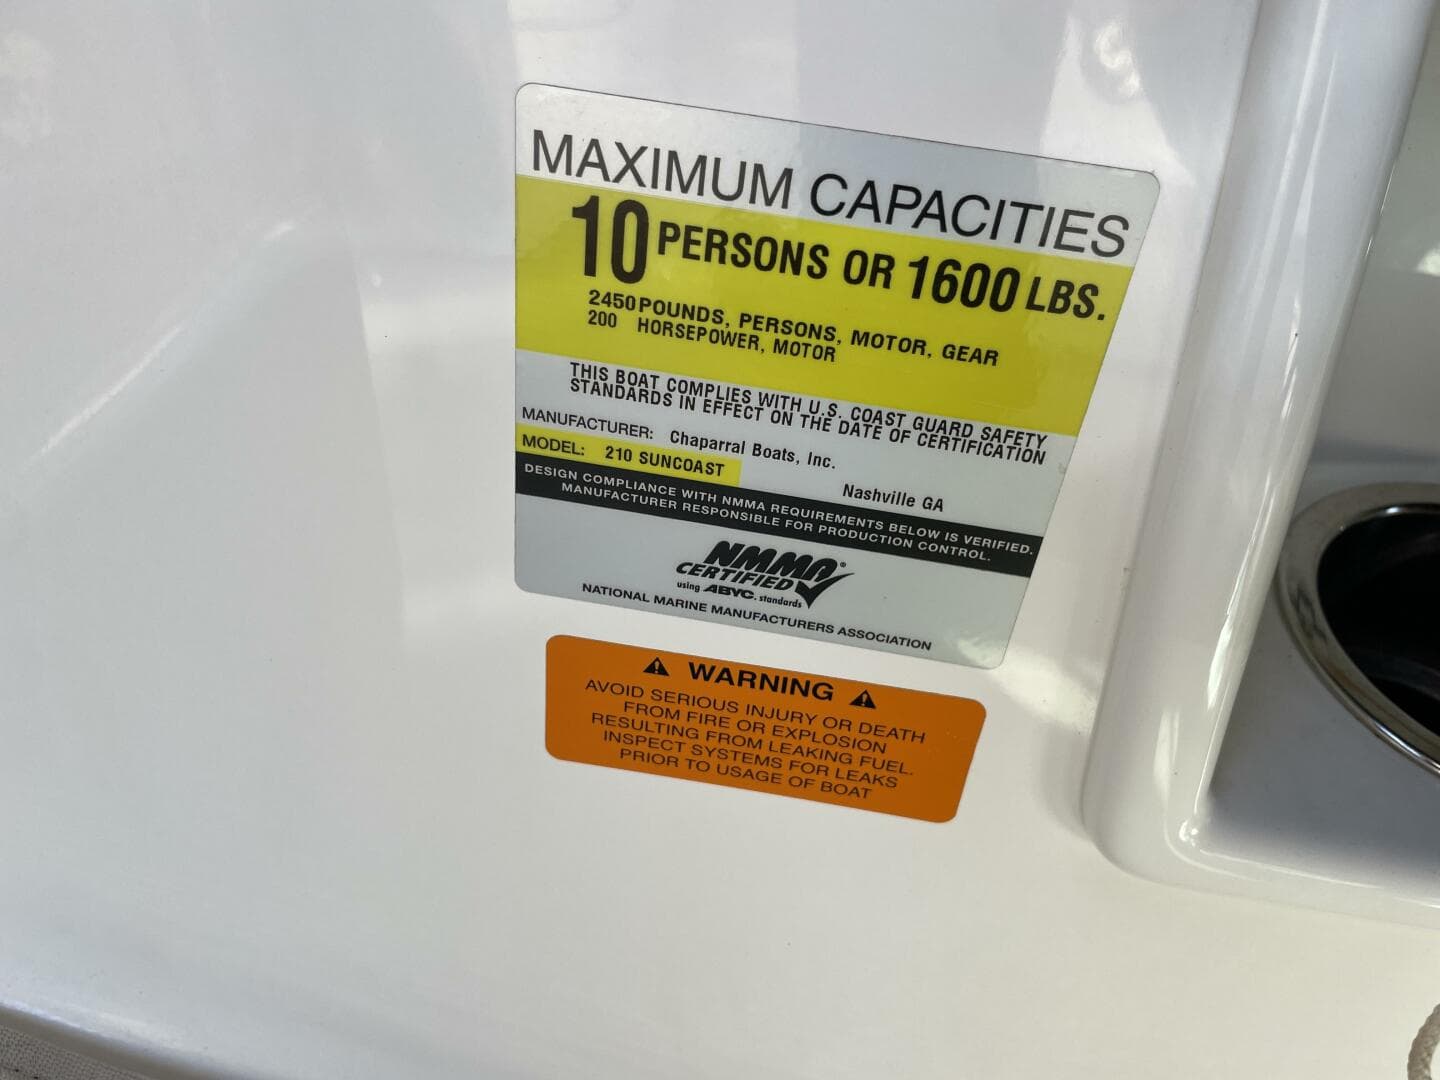 MAXIMUM CAPACITIES
10 PERSONS OR 1600 LBS.
2450 POUNDS, PERSONS, MOTOR, GEAR
200 HORSEPOWER, MOTOR
THIS BOAT COMPLIES WITH U.S. COAST GUARD SAFETY
STANDARDS IN EFFECT ON THE DATE OF CERTIFICATION
MANUFACTURER: Chaparral Boats, Inc.
MODEL: 210 SUNCOAST
Nashville GA
DESIGN COMPLIANCE WITH NMMA REQUIREMENTS BELOW IS VERIFIED.
MANUFACTURER RESPONSIBLE FOR PRODUCTION CONTROL.
NMMA®
CERTIFIED
using ABYC. standards
NATIONAL MARINE MANUFACTURERS ASSOCIATION
⚠ WARNING ⚠
AVOID SERIOUS INJURY OR DEATH
FROM FIRE OR EXPLOSION
RESULTING FROM LEAKING FUEL.
INSPECT SYSTEMS FOR LEAKS
PRIOR TO USAGE OF BOAT